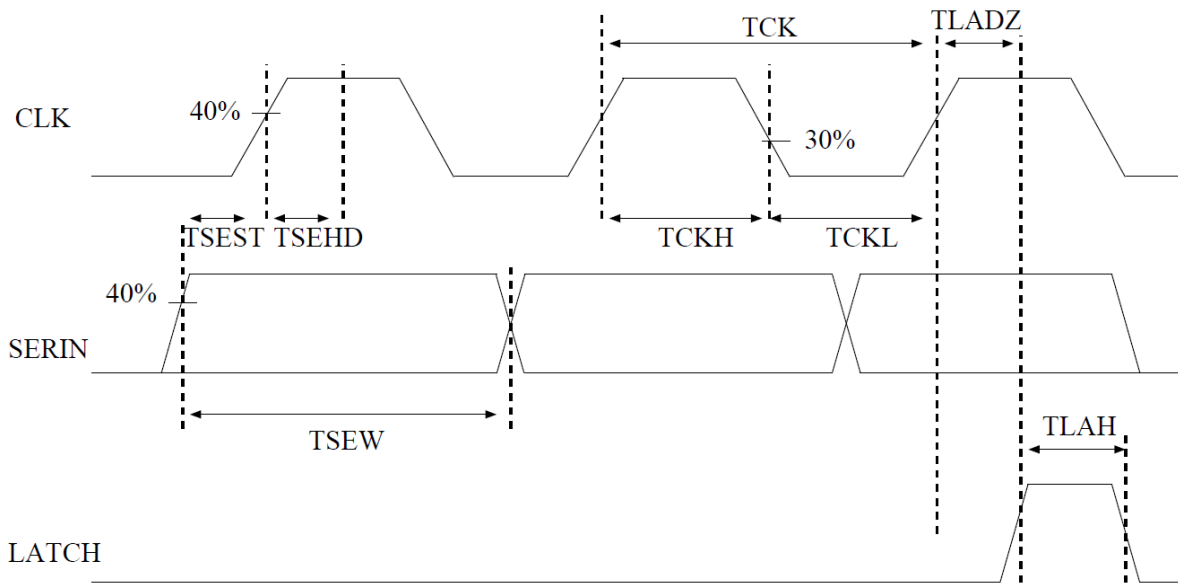 TCK
TLADZ
CLK
40%
30%
TSEST
TSEHD
TCKH
TCKL
40%
SERIN
TSEW
TLAH
LATCH